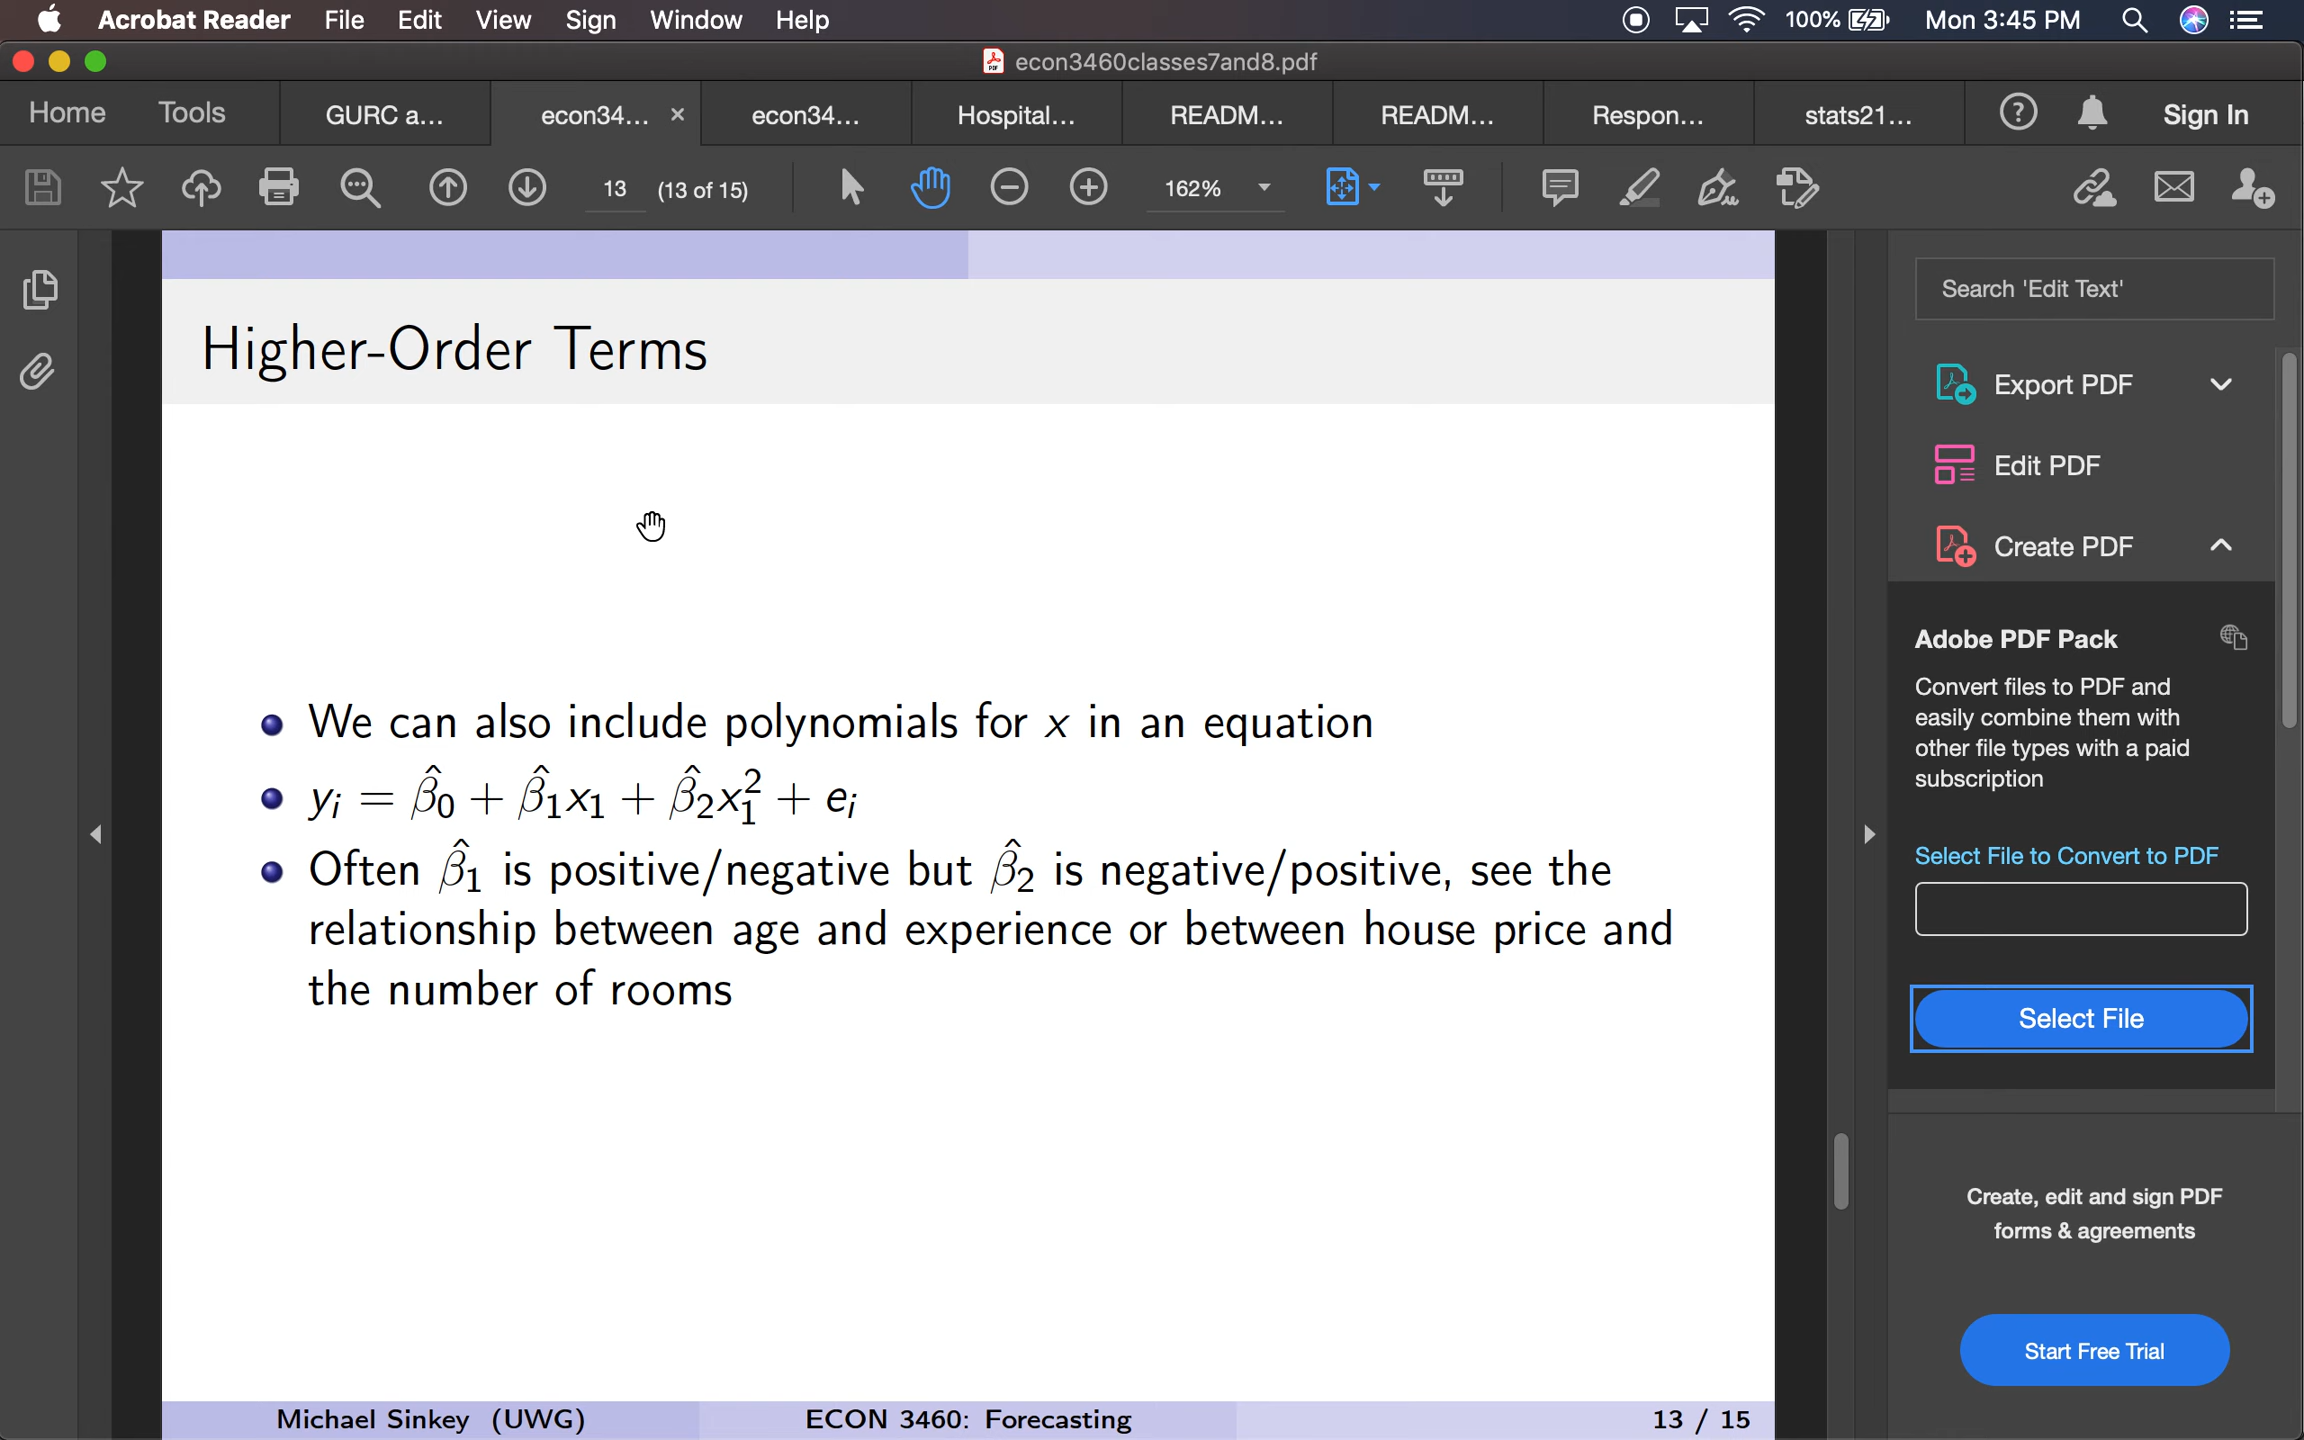 Acrobat Reader File Edit View Sign Window Help 100% Mon 3:45 PM
econ3460classes7and8.pdf
Home Tools GURC a... econ34... × econ34... Hospital... READM... READM... Respon... stats21... Sign In
13 (13 of 15) 162%
Higher-Order Terms
We can also include polynomials for x in an equation
yᵢ = β̂₀ + β̂₁x₁ + β̂₂x₁² + eᵢ
Often β̂₁ is positive/negative but β̂₂ is negative/positive, see the
relationship between age and experience or between house price and
the number of rooms
Michael Sinkey (UWG) ECON 3460: Forecasting 13 / 15
Search 'Edit Text'
Export PDF
Edit PDF
Create PDF
Adobe PDF Pack
Convert files to PDF and
easily combine them with
other file types with a paid
subscription
Select File to Convert to PDF
Select File
Create, edit and sign PDF
forms & agreements
Start Free Trial